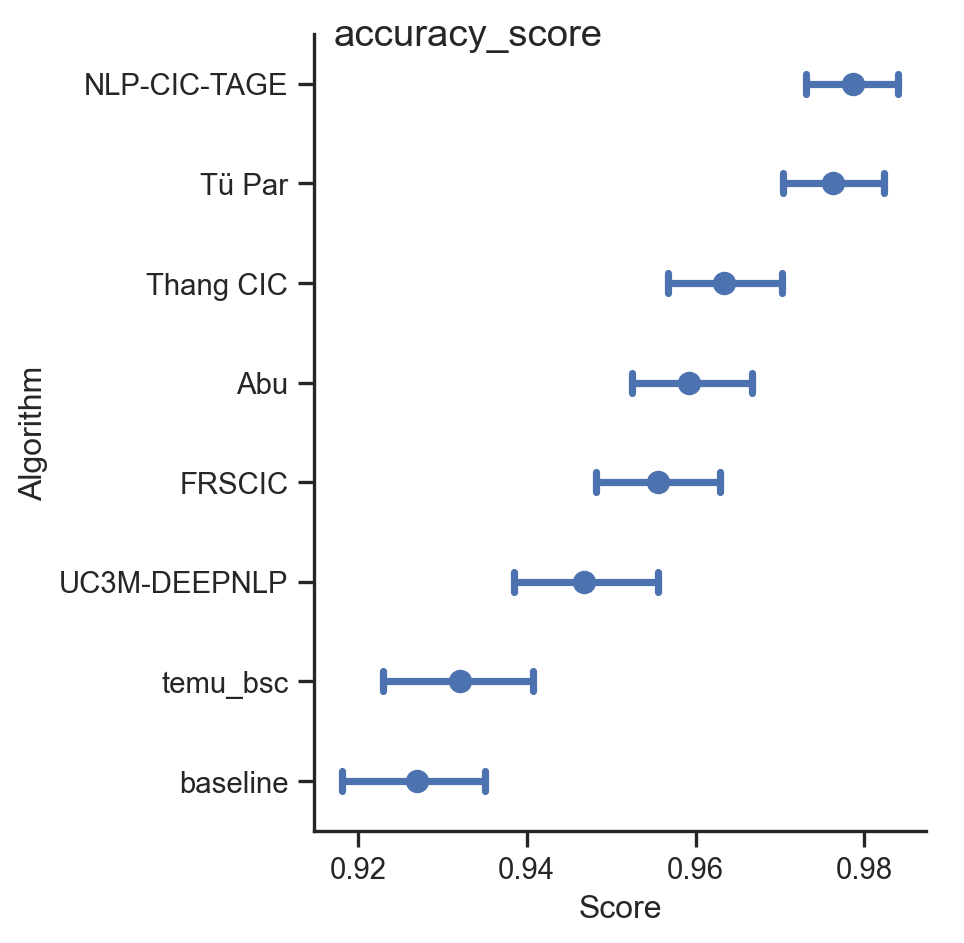 accuracy_score
NLP-CIC-TAGE
Tü Par
Thang CIC
Abu
FRSCIC
UC3M-DEEPNLP
temu_bsc
baseline
Algorithm
0.92 0.94 0.96 0.98
Score